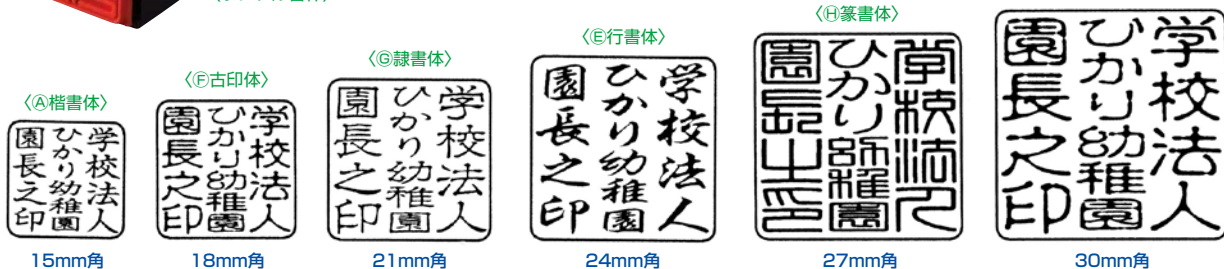 〈Ⓐ楷書体〉
学校法人
ひかり幼稚園
園長之印
15mm角
〈Ⓕ古印体〉
学校法人
ひかり幼稚園
園長之印
18mm角
〈Ⓖ隷書体〉
学校法人
ひかり幼稚園
園長之印
21mm角
〈Ⓔ行書体〉
学校法人
ひかり幼稚園
園長之印
24mm角
〈Ⓗ篆書体〉
学校法人
ひかり幼稚園
園長之印
27mm角
学校法人
ひかり幼稚園
園長之印
30mm角